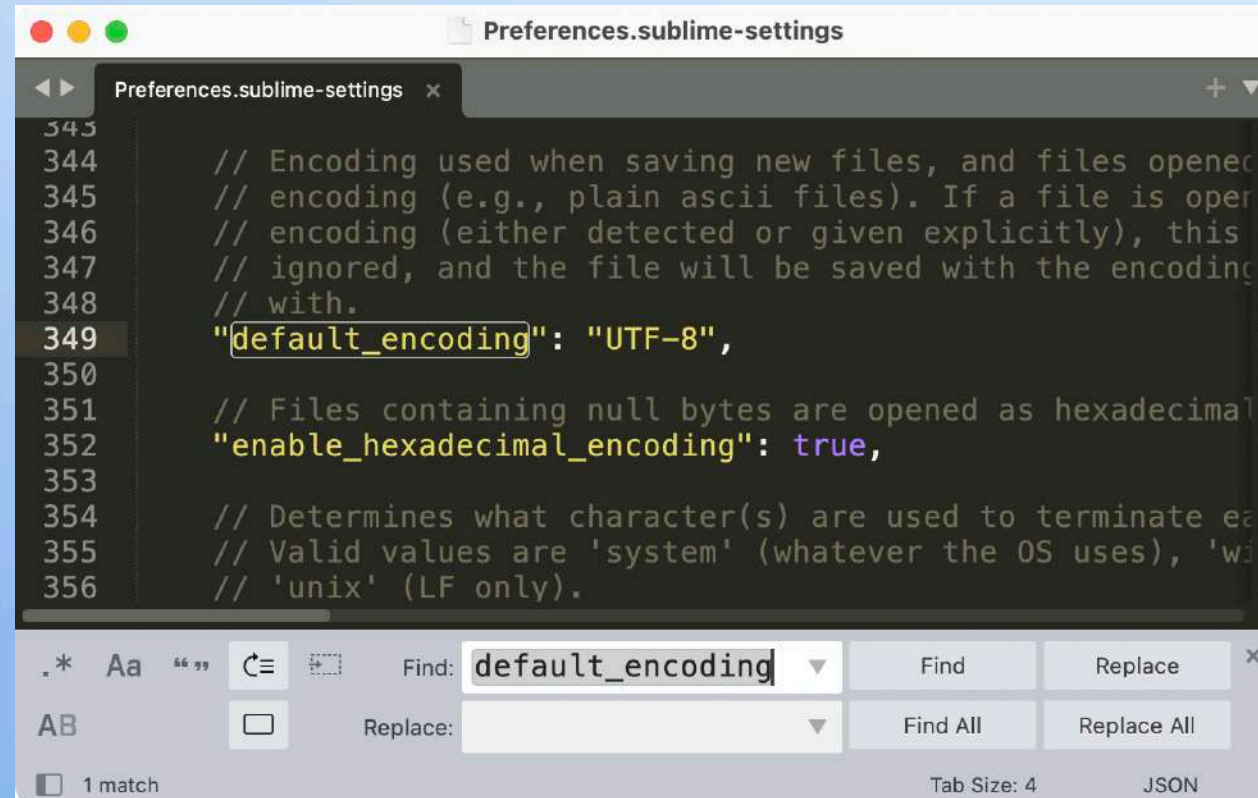 Preferences.sublime-settings
Preferences.sublime-settings ×
343
344 // Encoding used when saving new files, and files opened
345 // encoding (e.g., plain ascii files). If a file is open
346 // encoding (either detected or given explicitly), this
347 // ignored, and the file will be saved with the encoding
348 // with.
349 "default_encoding": "UTF-8",
350
351 // Files containing null bytes are opened as hexadecimal
352 "enable_hexadecimal_encoding": true,
353
354 // Determines what character(s) are used to terminate ea
355 // Valid values are 'system' (whatever the OS uses), 'wi
356 // 'unix' (LF only).
.* Aa “” Find: default_encoding Find Replace ×
AB Replace: Find All Replace All
1 match Tab Size: 4 JSON